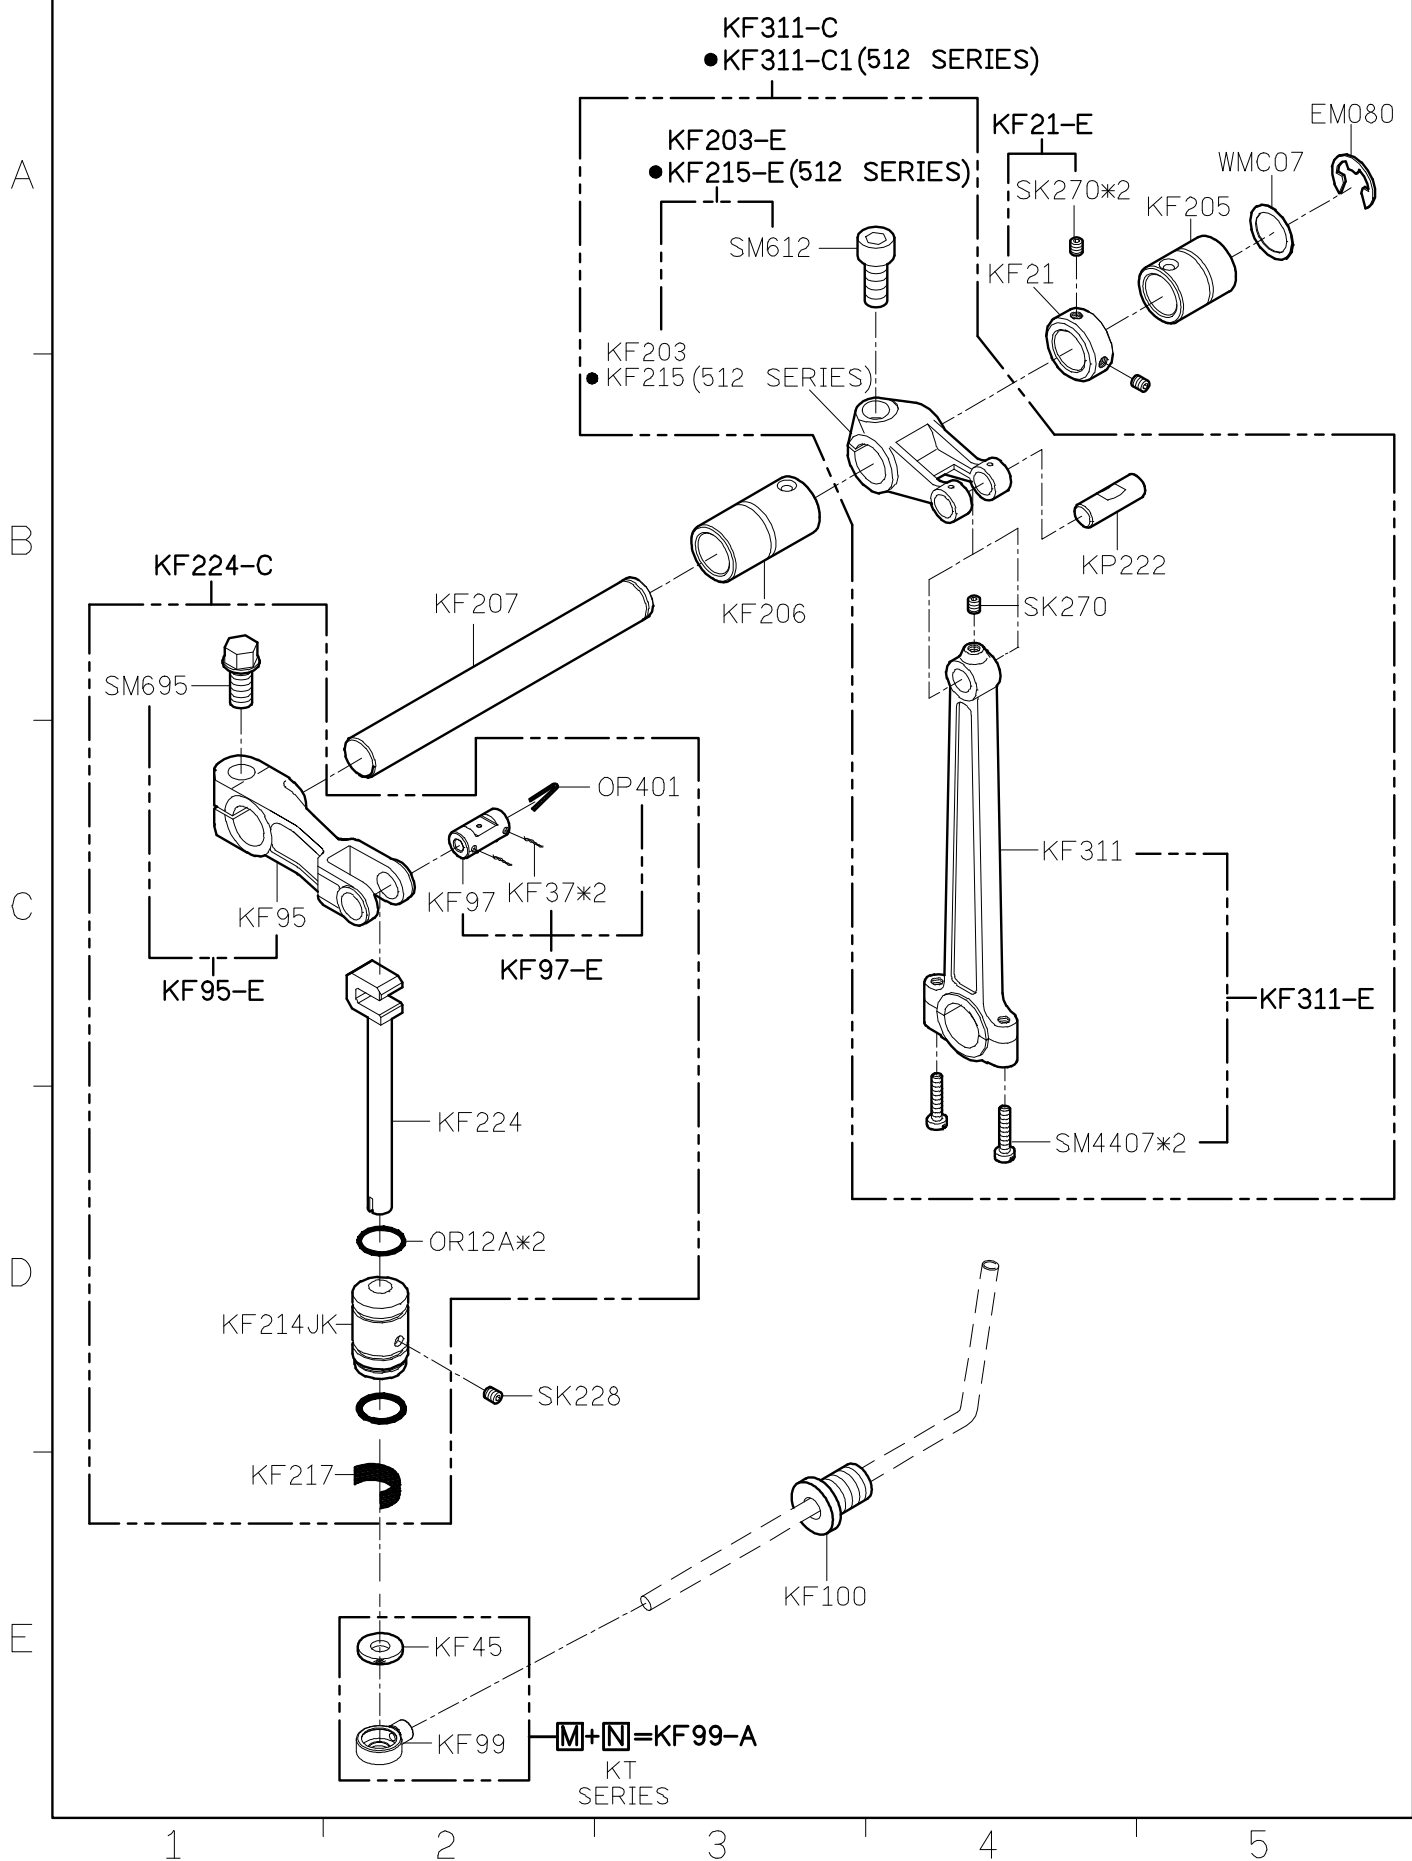 KF311-C
●KF311-C1(512 SERIES)
KF21-E
EM080
KF203-E
●KF215-E(512 SERIES)
WMC07
A
SK270*2
KF205
SM612
KF21
KF203
●KF215(512 SERIES)
B
KF224-C
KP222
KF207
KF206
SK270
SM695
OP401
KF311
C
KF95
KF97
KF37*2
KF97-E
KF95-E
KF311-E
KF224
SM4407*2
OR12A*2
D
KF214JK
SK228
KF217
KF100
E
KF45
KF99
M+N=KF99-A
KT
SERIES
1 2 3 4 5